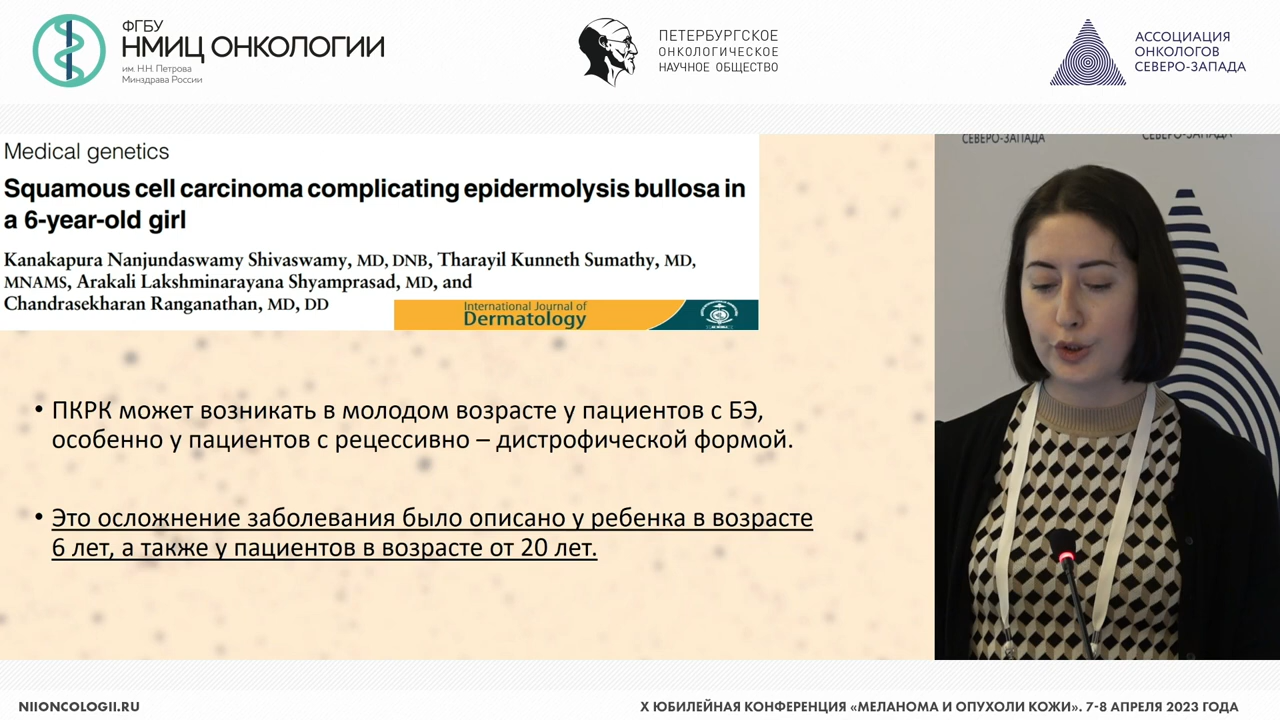 ФГБУ
НМИЦ ОНКОЛОГИИ
им. Н.Н. Петрова
Минздрава России
ПЕТЕРБУРГСКОЕ
ОНКОЛОГИЧЕСКОЕ
НАУЧНОЕ ОБЩЕСТВО
АССОЦИАЦИЯ
ОНКОЛОГОВ
СЕВЕРО-ЗАПАДА
Medical genetics
Squamous cell carcinoma complicating epidermolysis bullosa in
a 6-year-old girl
Kanakapura Nanjundaswamy Shivaswamy, MD, DNB, Tharayil Kunneth Sumathy, MD,
MNAMS, Arakali Lakshminarayana Shyamprasad, MD, and
Chandrasekharan Ranganathan, MD, DD
International Journal of
Dermatology
• ПКРК может возникать в молодом возрасте у пациентов с БЭ,
особенно у пациентов с рецессивно – дистрофической формой.
• Это осложнение заболевания было описано у ребенка в возрасте
6 лет, а также у пациентов в возрасте от 20 лет.
СЕВЕРО-ЗАПАДА
СЕВЕРО-ЗАПАДА
NIIONCOLOGII.RU
X ЮБИЛЕЙНАЯ КОНФЕРЕНЦИЯ «МЕЛАНОМА И ОПУХОЛИ КОЖИ». 7-8 АПРЕЛЯ 2023 ГОДА